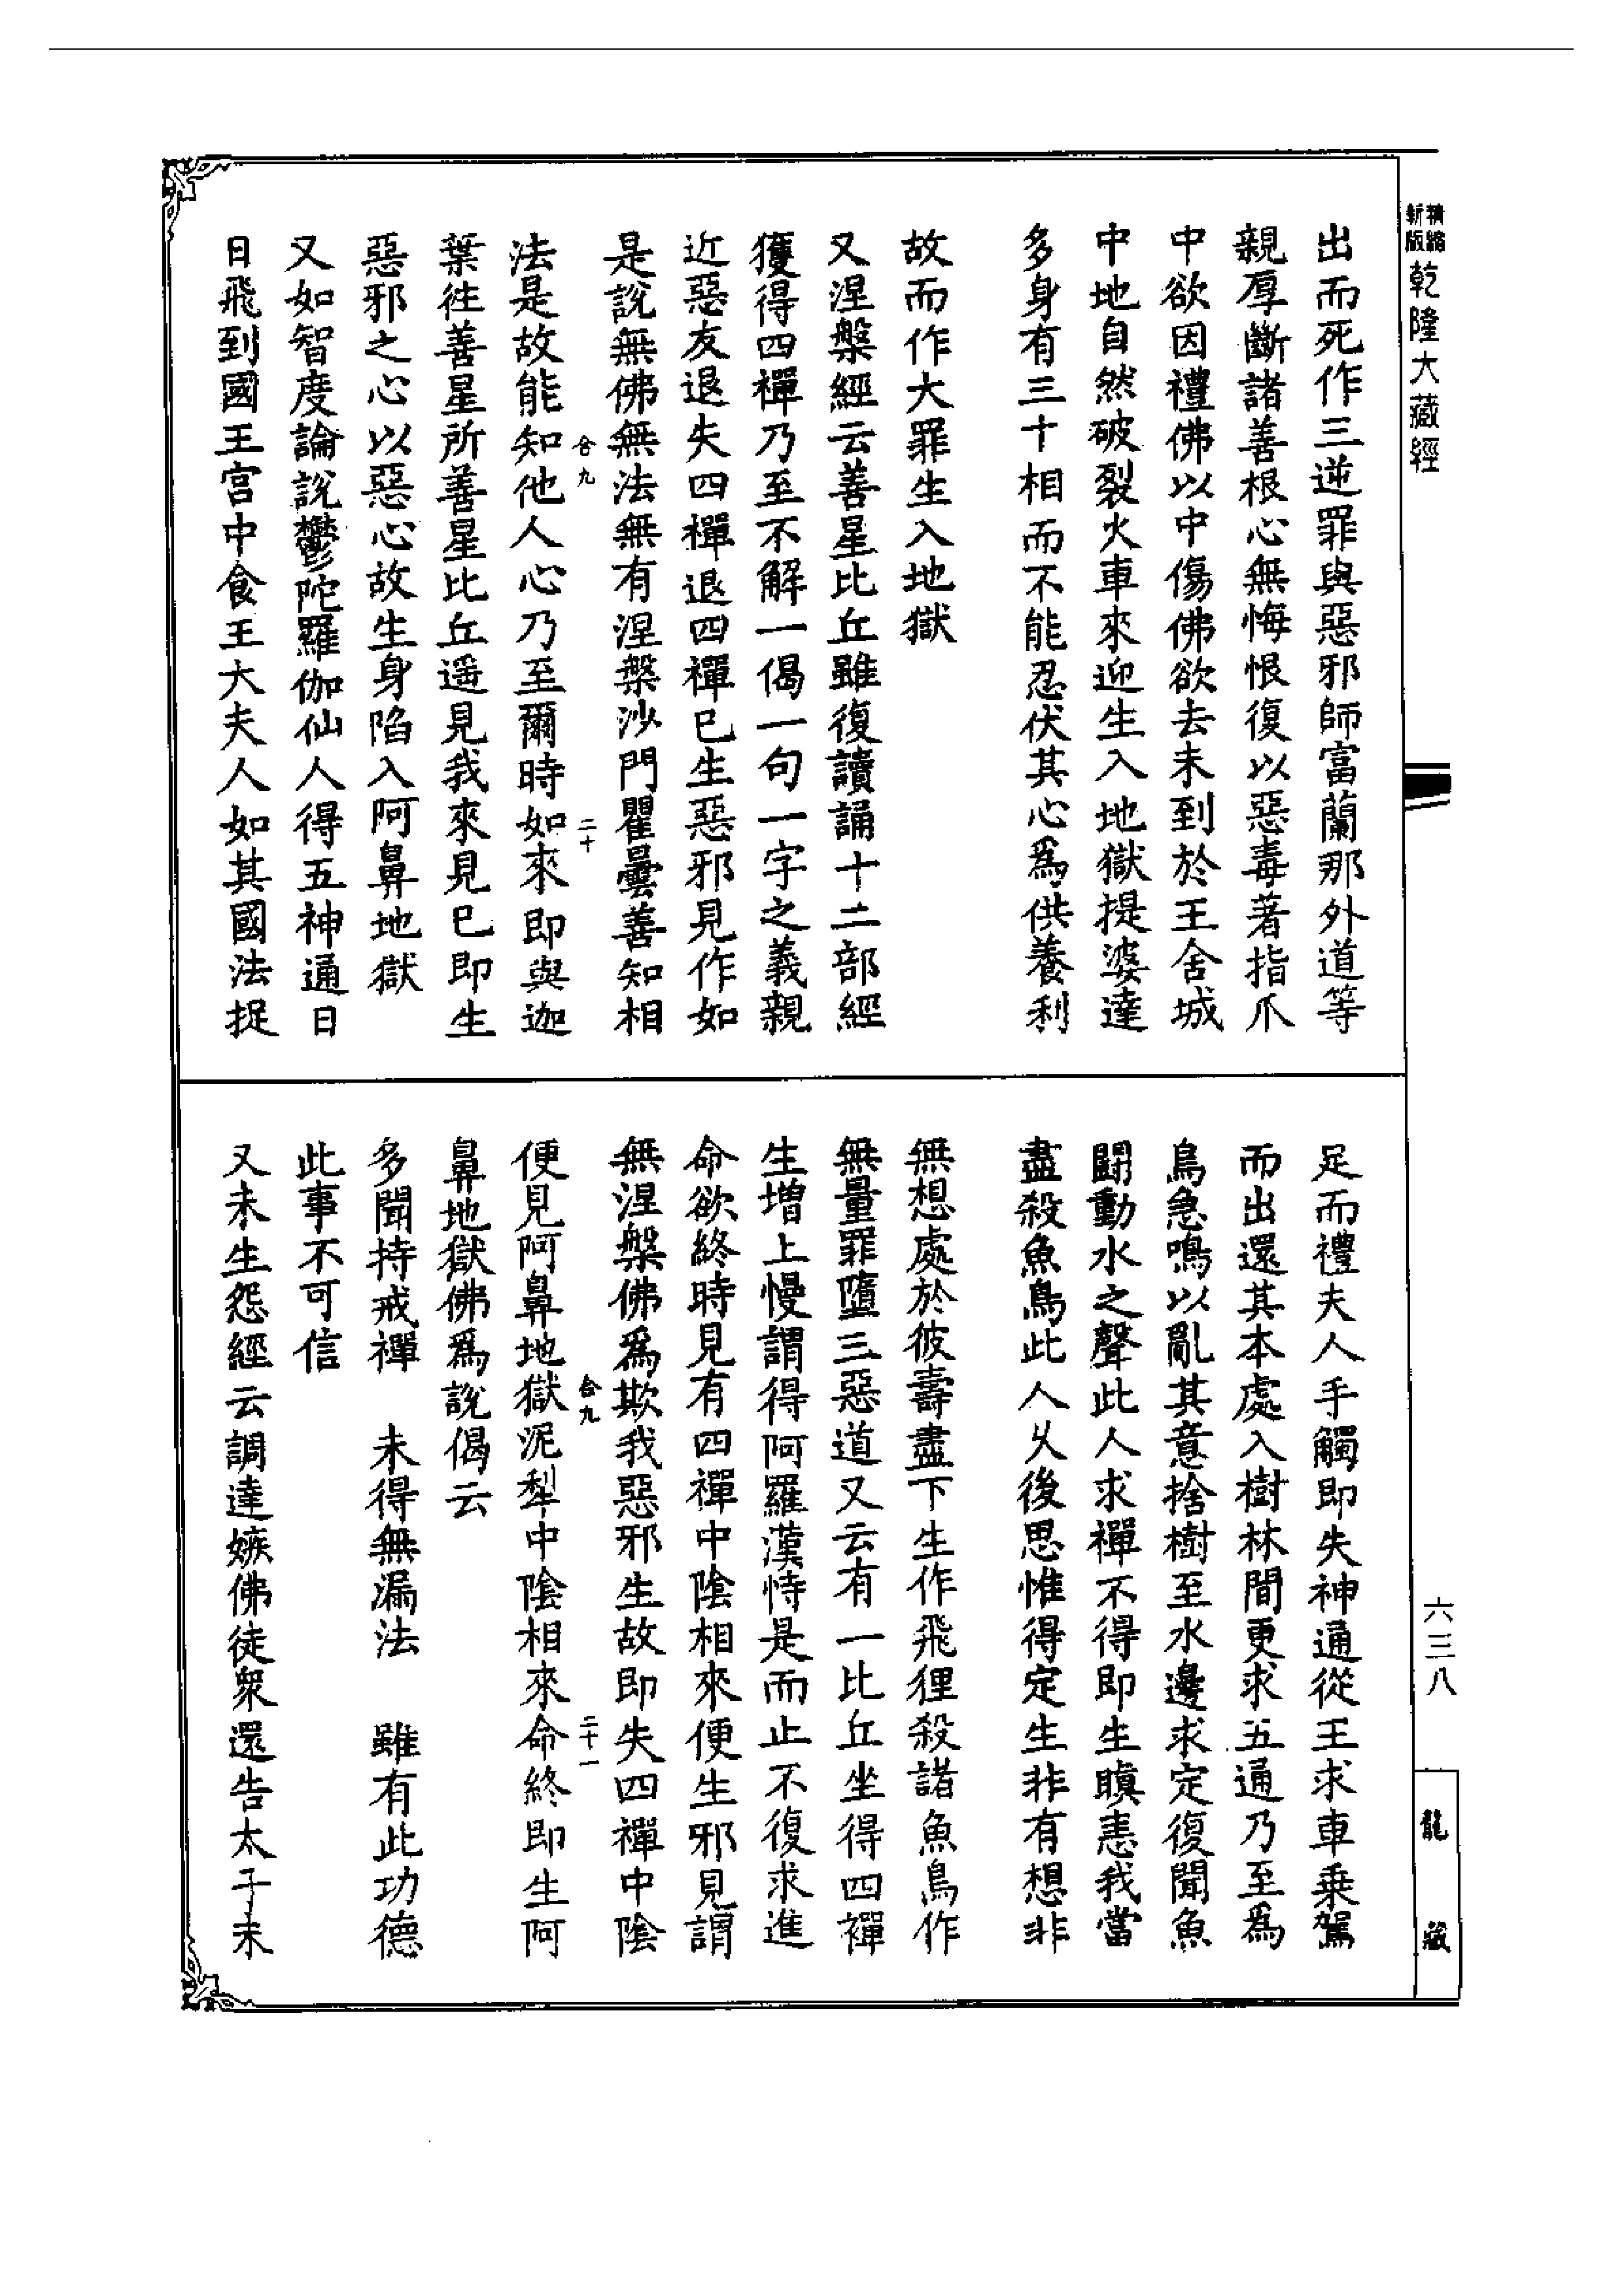 精縮新版乾隆大藏經
出而死作三逆罪與惡邪師富蘭那外道等
親厚斷諸善根心無悔恨復以惡毒著指爪
中欲因禮佛以中傷佛欲去未到於王舍城
中地自然破裂火車來迎生入地獄提婆達
多身有三十相而不能忍伏其心為供養利
故而作大罪生入地獄
又涅槃經云善星比丘雖復讀誦十二部經
獲得四禪乃至不解一偈一句一字之義親
近惡友退失四禪退四禪已生惡邪見作如
是說無佛無法無有涅槃沙門瞿曇善知相
合九 二十
法是故能知他人心乃至爾時如來即與迦
葉徃善星所善星比丘遥見我來見已即生
惡邪之心以惡心故生身陷入阿鼻地獄
又如智度論說鬱陀羅伽仙人得五神通日
日飛到國王宮中食王大夫人如其國法捉
足而禮夫人手觸即失神通從王求車乗駕
而出還其本處入樹林間更求五通乃至為
鳥急鳴以亂其意捨樹至水邊求定復聞魚
鬪動水之聲此人求禪不得即生瞋恚我當
盡殺魚鳥此人乆後思惟得定生非有想非
無想處於彼壽盡下生作飛狸殺諸魚鳥作
無量罪墮三惡道又云有一比丘坐得四禪
生增上慢謂得阿羅漢恃是而止不復求進
命欲終時見有四禪中陰相來便生邪見謂
無涅槃佛為欺我惡邪生故即失四禪中陰
合九 二十一
便見阿鼻地獄泥犁中陰相來命終即生阿
鼻地獄佛為說偈云
多聞持戒禪　未得無漏法　雖有此功德
此事不可信
又未生怨經云調達嫉佛徒衆還告太子未
六三八
龍藏